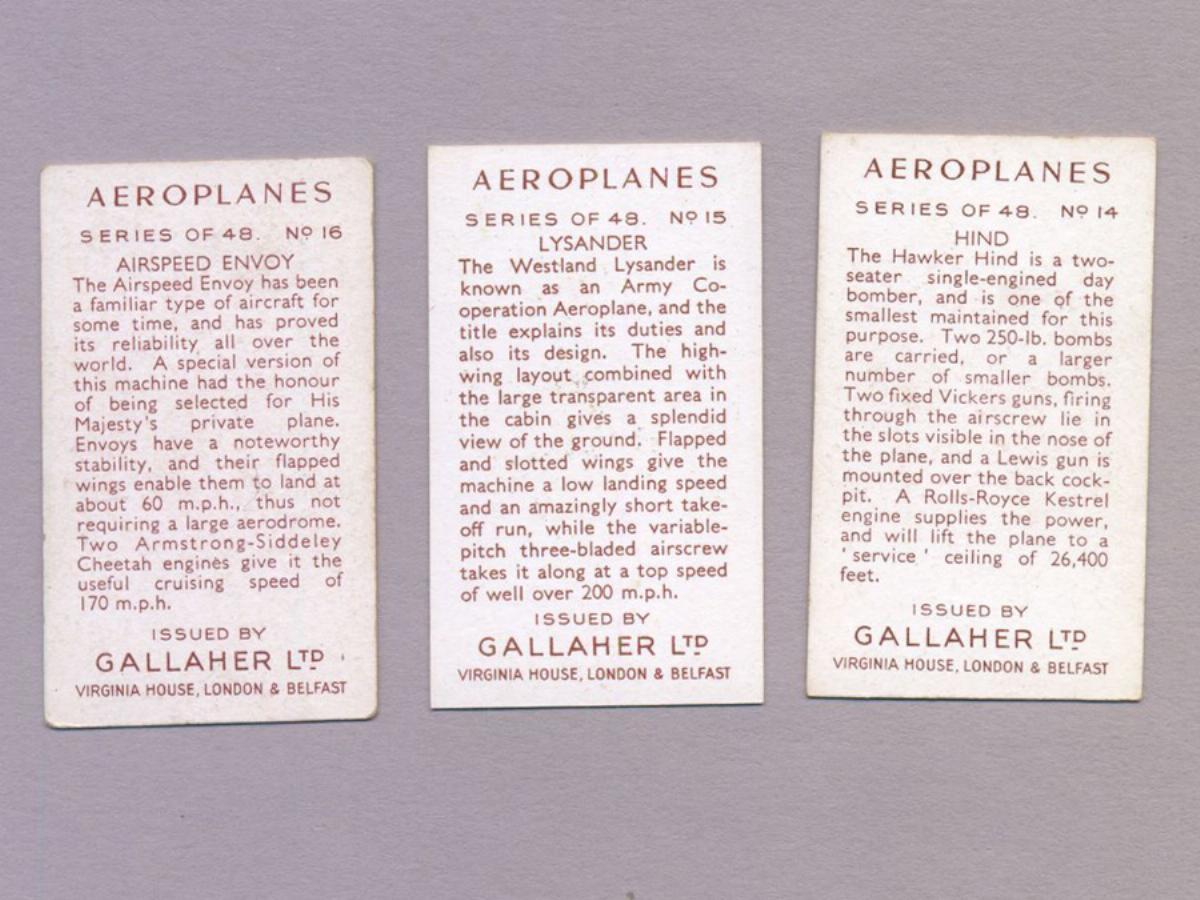 AEROPLANES
SERIES OF 48. Nº 16
AIRSPEED ENVOY
The Airspeed Envoy has been
a familiar type of aircraft for
some time, and has proved
its reliability all over the
world. A special version of
this machine had the honour
of being selected for His
Majesty's private plane.
Envoys have a noteworthy
stability, and their flapped
wings enable them to land at
about 60 m.p.h., thus not
requiring a large aerodrome.
Two Armstrong-Siddeley
Cheetah engines give it the
useful cruising speed of
170 m.p.h.
ISSUED BY
GALLAHER LTD
VIRGINIA HOUSE, LONDON & BELFAST
AEROPLANES
SERIES OF 48. Nº 15
LYSANDER
The Westland Lysander is
known as an Army Co-
operation Aeroplane, and the
title explains its duties and
also its design. The high-
wing layout combined with
the large transparent area in
the cabin gives a splendid
view of the ground. Flapped
and slotted wings give the
machine a low landing speed
and an amazingly short take-
off run, while the variable-
pitch three-bladed airscrew
takes it along at a top speed
of well over 200 m.p.h.
ISSUED BY
GALLAHER LTD
VIRGINIA HOUSE, LONDON & BELFAST
AEROPLANES
SERIES OF 48. Nº 14
HIND
The Hawker Hind is a two-
seater single-engined day
bomber, and is one of the
smallest maintained for this
purpose. Two 250-lb. bombs
are carried, or a larger
number of smaller bombs.
Two fixed Vickers guns, firing
through the airscrew lie in
the slots visible in the nose of
the plane, and a Lewis gun is
mounted over the back cock-
pit. A Rolls-Royce Kestrel
engine supplies the power,
and will lift the plane to a
' service ' ceiling of 26,400
feet.
ISSUED BY
GALLAHER LTD
VIRGINIA HOUSE, LONDON & BELFAST